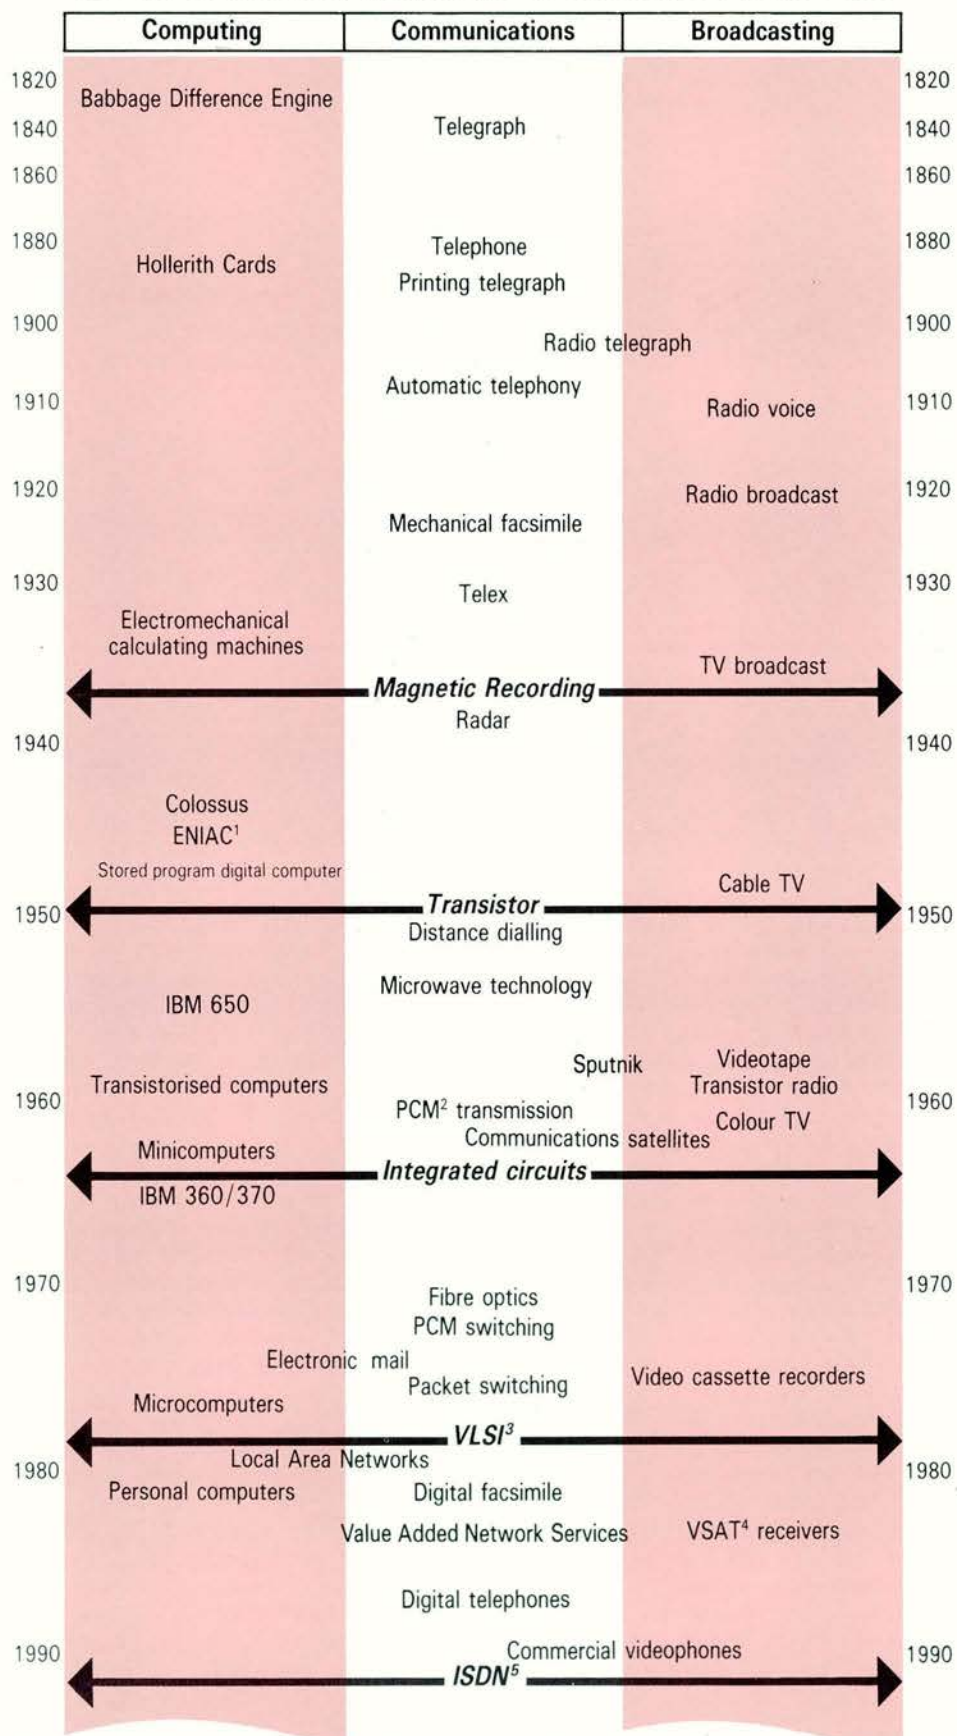 Computing Communications Broadcasting
1820 1820
Babbage Difference Engine
1840 Telegraph 1840
1860 1860
1880 Telephone 1880
Hollerith Cards
Printing telegraph
1900 1900
Radio telegraph
Automatic telephony
1910 Radio voice 1910
1920 Radio broadcast 1920
Mechanical facsimile
1930 1930
Telex
Electromechanical
calculating machines
TV broadcast
Magnetic Recording
Radar
1940 1940
Colossus
ENIAC¹
Stored program digital computer
Cable TV
Transistor
1950 1950
Distance dialling
Microwave technology
IBM 650
Sputnik Videotape
Transistorised computers Transistor radio
1960 1960
PCM² transmission
Colour TV
Communications satellites
Minicomputers
Integrated circuits
IBM 360/370
1970 1970
Fibre optics
PCM switching
Electronic mail
Video cassette recorders
Packet switching
Microcomputers
VLSI³
Local Area Networks
1980 1980
Personal computers Digital facsimile
Value Added Network Services VSAT⁴ receivers
Digital telephones
Commercial videophones
1990 1990
ISDN⁵